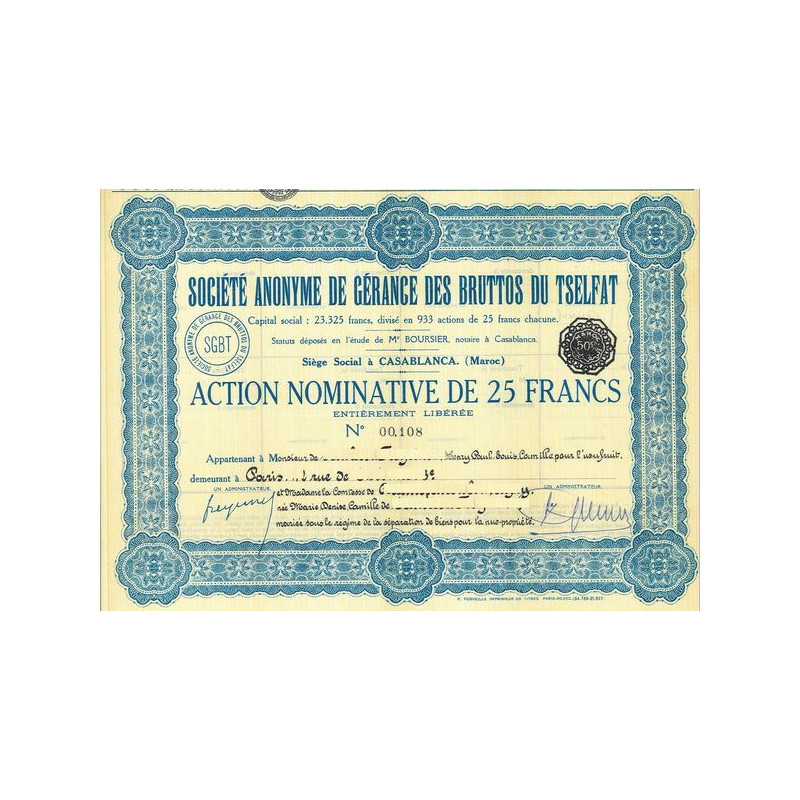 SOCIÉTÉ ANONYME DE GÉRANCE DES BRUTTOS DU TSELFAT
Capital social : 23.325 francs, divisé en 933 actions de 25 francs chacune.
Statuts déposés en l'étude de Me BOURSIER, notaire à Casablanca.
SOCIÉTÉ ANONYME DE GÉRANCE DES BRUTTOS DU TSELFAT
SGBT
50c
Siège Social à CASABLANCA. (Maroc)
ACTION NOMINATIVE DE 25 FRANCS
ENTIÈREMENT LIBÉRÉE
No 00,108
Appartenant à Monsieur de Henry Paul Louis, Camille pour l'usufruit.
demeurant à Paris rue de
UN ADMINISTRATEUR, et Madame la Comtesse de UN ADMINISTRATEUR,
née Marie Denise, Camille de
mariés sous le régime de la séparation de biens pour la nue-propriété.
P. FORVEILLE IMPRIMEUR DE TITRES PARIS-RODEZ.